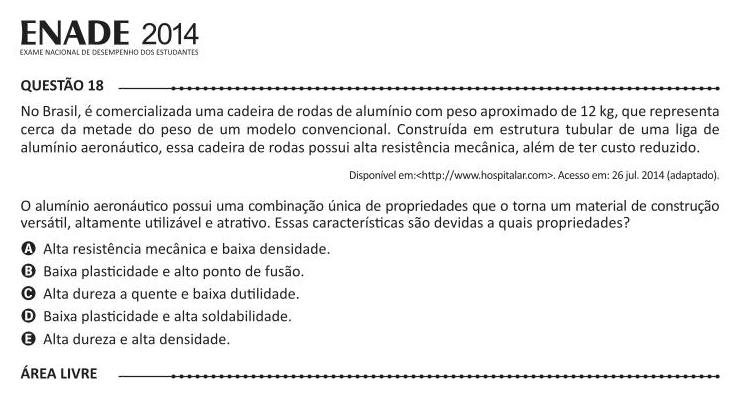 ENADE 2014
EXAME NACIONAL DE DESEMPENHO DOS ESTUDANTES
QUESTÃO 18
No Brasil, é comercializada uma cadeira de rodas de alumínio com peso aproximado de 12 kg, que representa
cerca da metade do peso de um modelo convencional. Construída em estrutura tubular de uma liga de
alumínio aeronáutico, essa cadeira de rodas possui alta resistência mecânica, além de ter custo reduzido.
Disponível em:<http://www.hospitalar.com>. Acesso em: 26 jul. 2014 (adaptado).
O alumínio aeronáutico possui uma combinação única de propriedades que o torna um material de construção
versátil, altamente utilizável e atrativo. Essas características são devidas a quais propriedades?
A Alta resistência mecânica e baixa densidade.
B Baixa plasticidade e alto ponto de fusão.
C Alta dureza a quente e baixa dutilidade.
D Baixa plasticidade e alta soldabilidade.
E Alta dureza e alta densidade.
ÁREA LIVRE